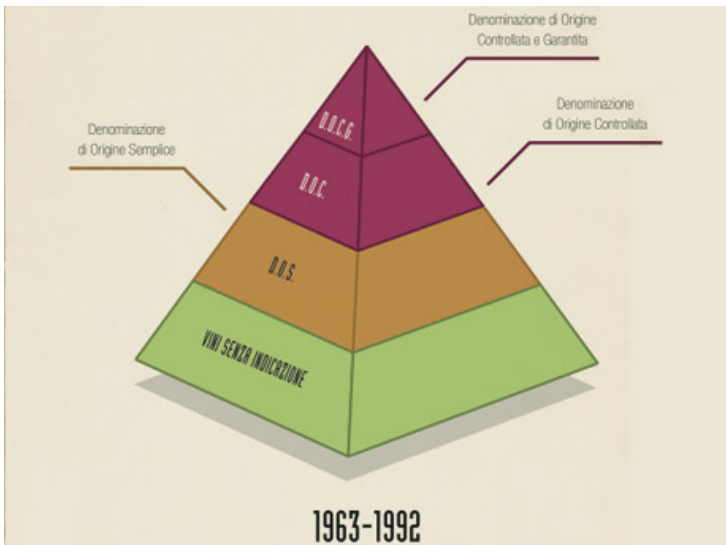 Denominazione di Origine
Controllata e Garantita
Denominazione
di Origine Controllata
Denominazione
di Origine Semplice
D.O.C.G.
D.O.C.
D.O.S.
VINI SENZA INDICAZIONE
1963-1992